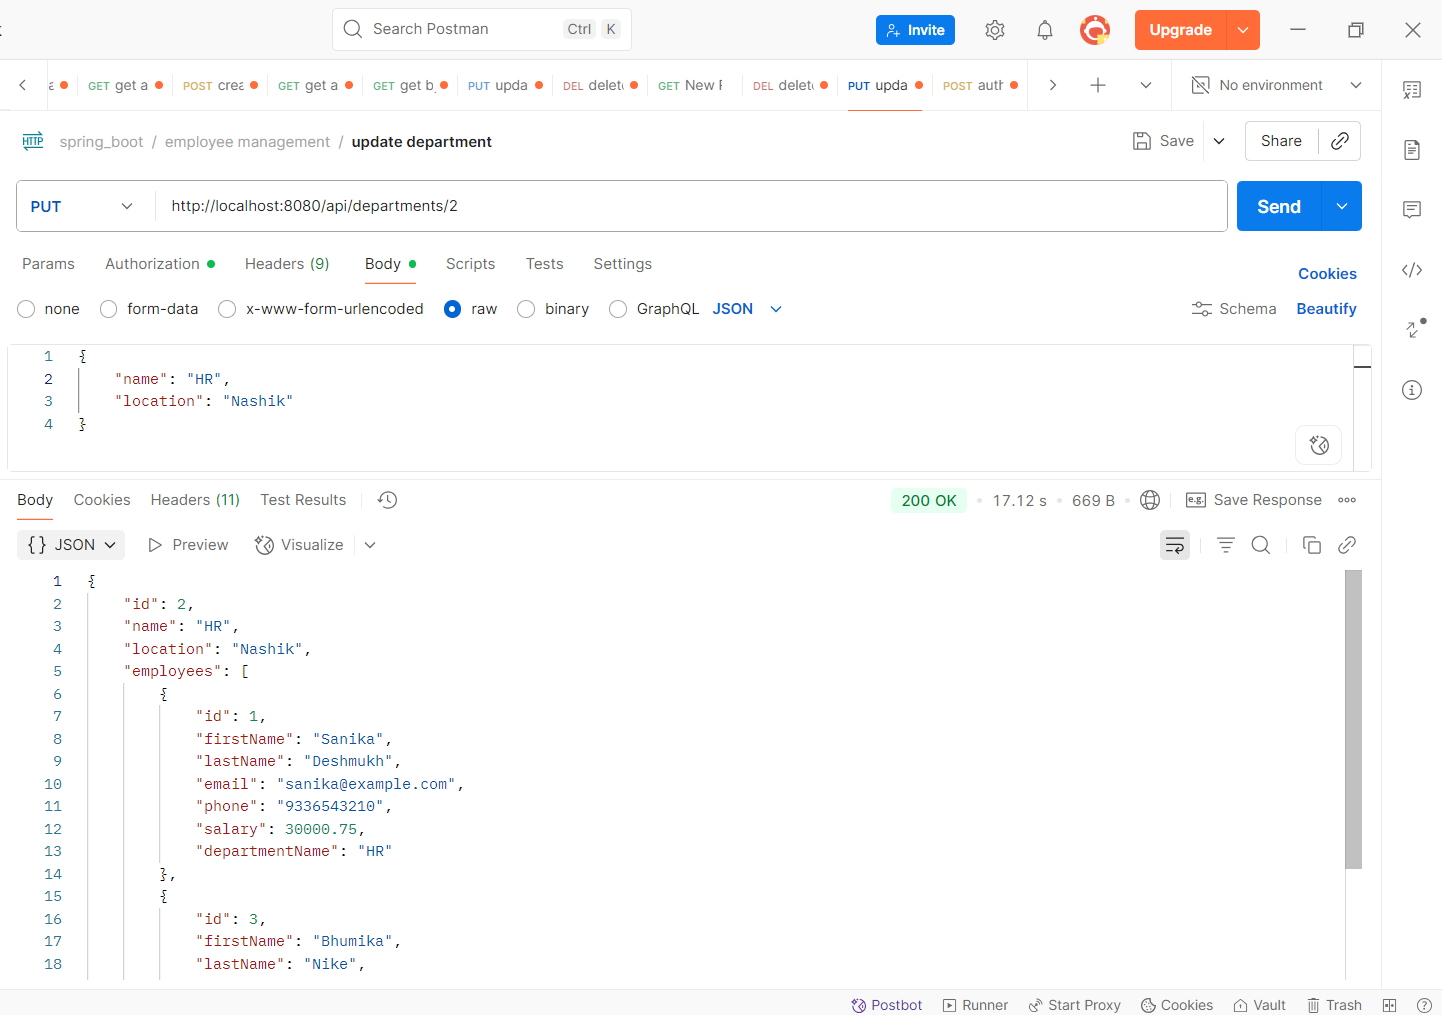 Search Postman Ctrl K Invite Upgrade
GET get a POST crea GET get a GET get b PUT upda DEL delete GET New F DEL delete PUT upda POST auth No environment
HTTP spring_boot / employee management / update department Save Share
PUT http://localhost:8080/api/departments/2 Send
Params Authorization Headers (9) Body Scripts Tests Settings Cookies
none form-data x-www-form-urlencoded raw binary GraphQL JSON Schema Beautify
1 {
2 "name": "HR",
3 "location": "Nashik"
4 }
Body Cookies Headers (11) Test Results 200 OK • 17.12 s • 669 B • e.g. Save Response
{} JSON Preview Visualize
1 {
2 "id": 2,
3 "name": "HR",
4 "location": "Nashik",
5 "employees": [
6 {
7 "id": 1,
8 "firstName": "Sanika",
9 "lastName": "Deshmukh",
10 "email": "sanika@example.com",
11 "phone": "9336543210",
12 "salary": 30000.75,
13 "departmentName": "HR"
14 },
15 {
16 "id": 3,
17 "firstName": "Bhumika",
18 "lastName": "Nike",
Postbot Runner Start Proxy Cookies Vault Trash